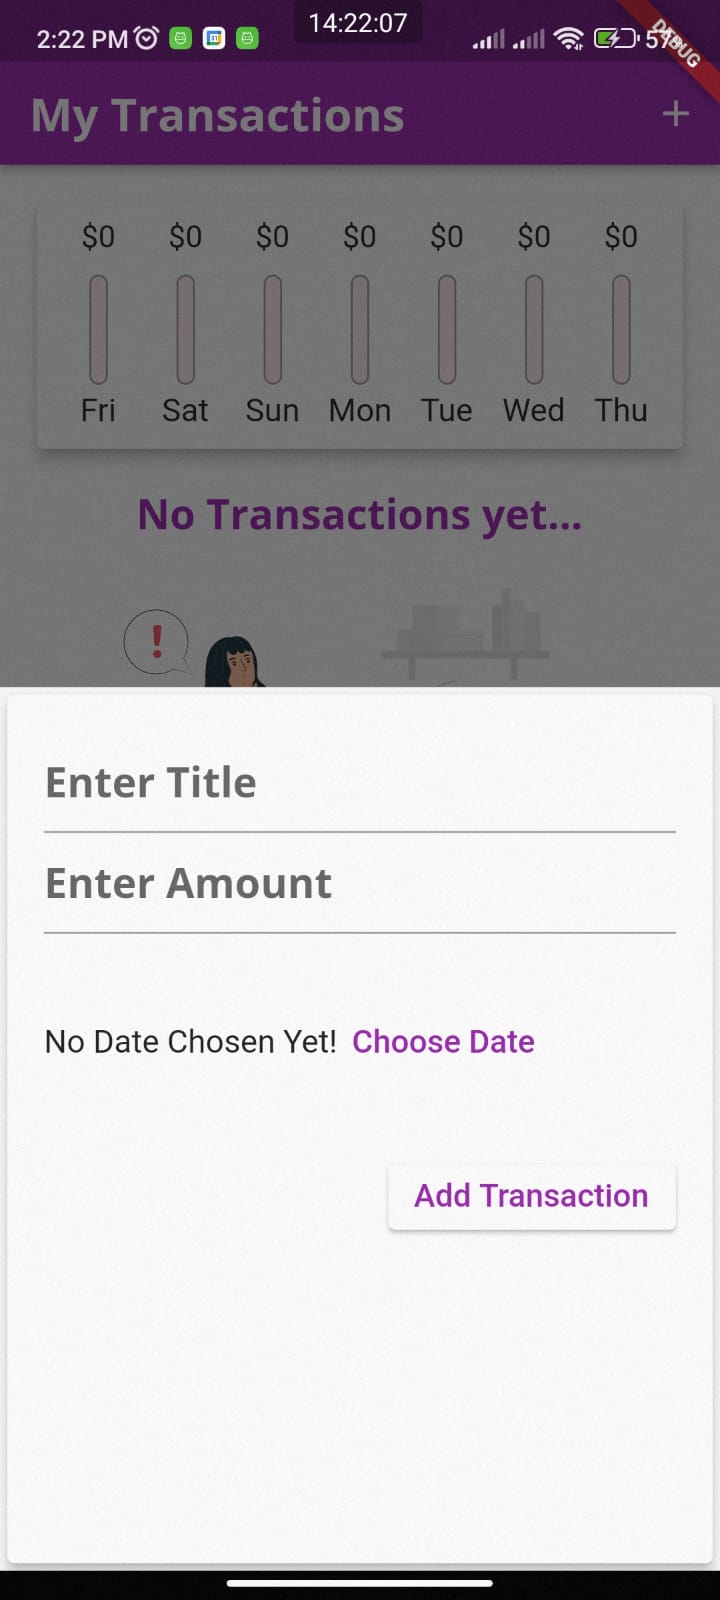 14:22:07
2:22 PM
31
DEBUG
My Transactions +
$0 $0 $0 $0 $0 $0 $0
Fri Sat Sun Mon Tue Wed Thu
No Transactions yet...
!
Enter Title
Enter Amount
No Date Chosen Yet! Choose Date
Add Transaction